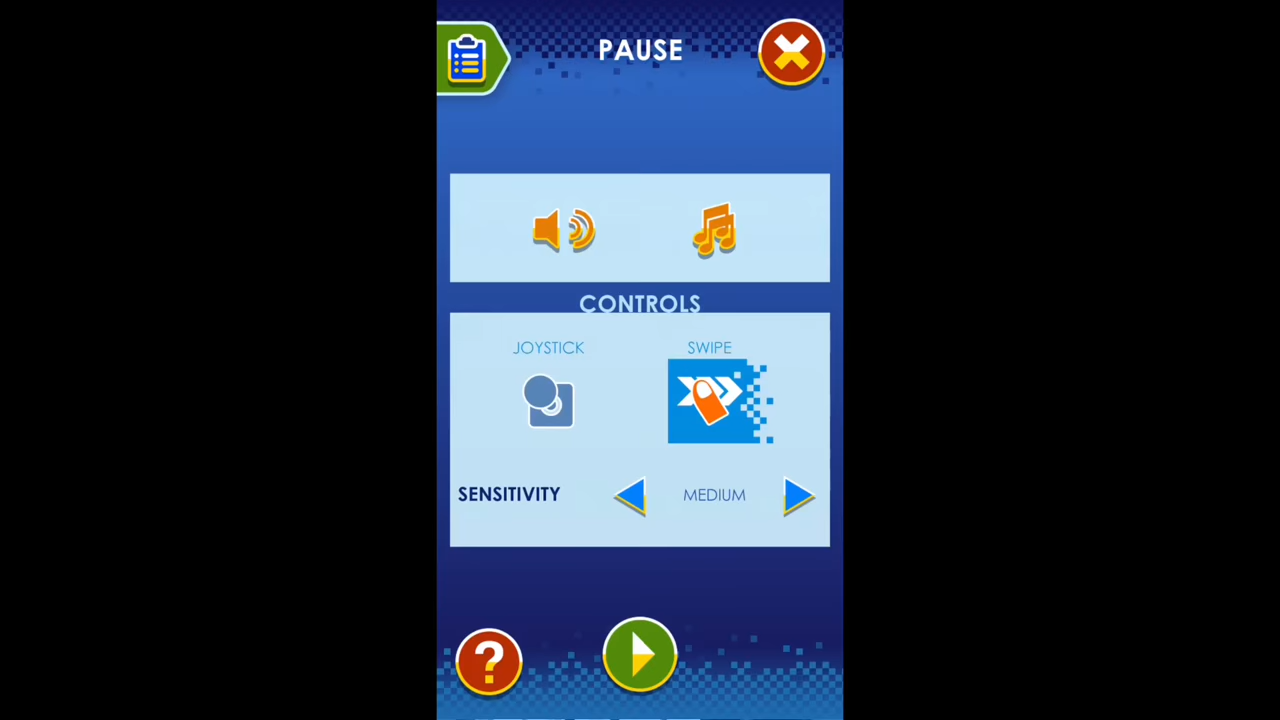 PAUSE
CONTROLS
JOYSTICK
SWIPE
SENSITIVITY
MEDIUM
?